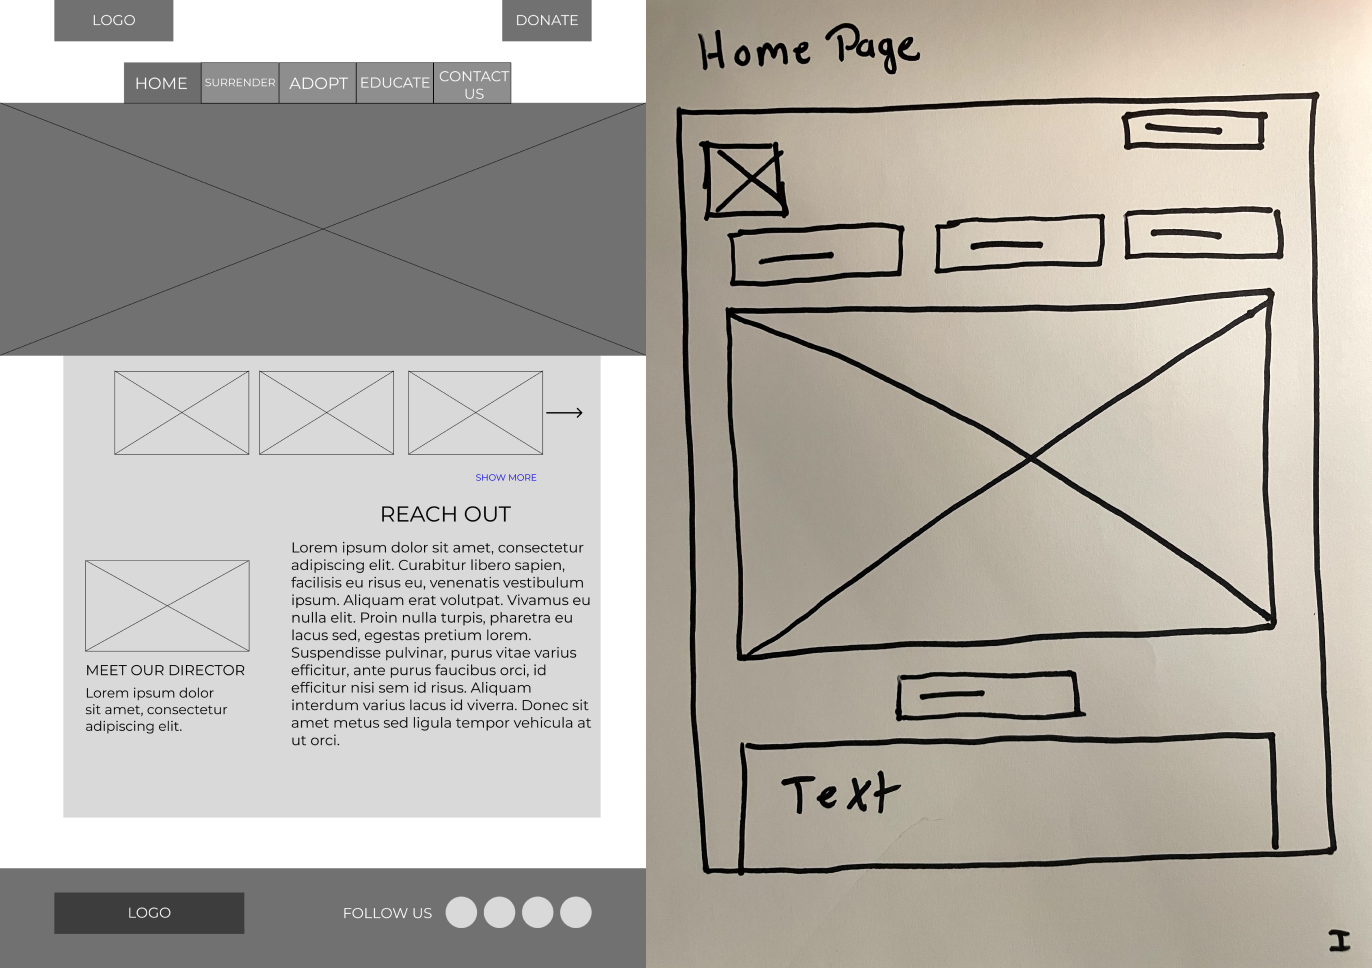 LOGO
DONATE
HOME
SURRENDER
ADOPT
EDUCATE
CONTACT
US
SHOW MORE
REACH OUT
Lorem ipsum dolor sit amet, consectetur
adipiscing elit. Curabitur libero sapien,
facilisis eu risus eu, venenatis vestibulum
ipsum. Aliquam erat volutpat. Vivamus eu
nulla elit. Proin nulla turpis, pharetra eu
lacus sed, egestas pretium lorem.
Suspendisse pulvinar, purus vitae varius
efficitur, ante purus faucibus orci, id
efficitur nisi sem id risus. Aliquam
interdum varius lacus id viverra. Donec sit
amet metus sed ligula tempor vehicula at
ut orci.
MEET OUR DIRECTOR
Lorem ipsum dolor
sit amet, consectetur
adipiscing elit.
LOGO
FOLLOW US
Home Page
Text
I